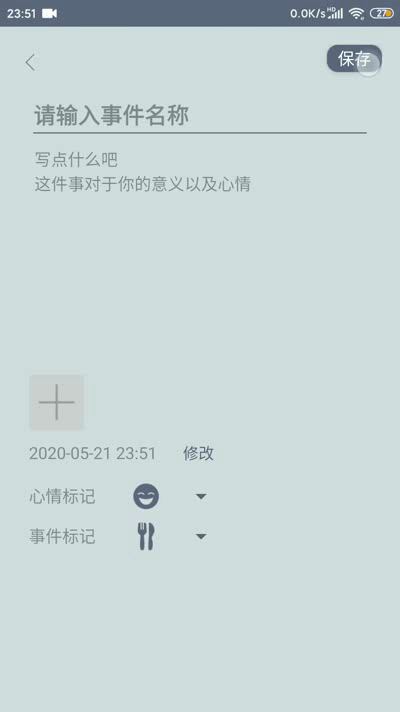 23:51
0.0K/s HD 27
保存
请输入事件名称
写点什么吧
这件事对于你的意义以及心情
2020-05-21 23:51 修改
心情标记
事件标记